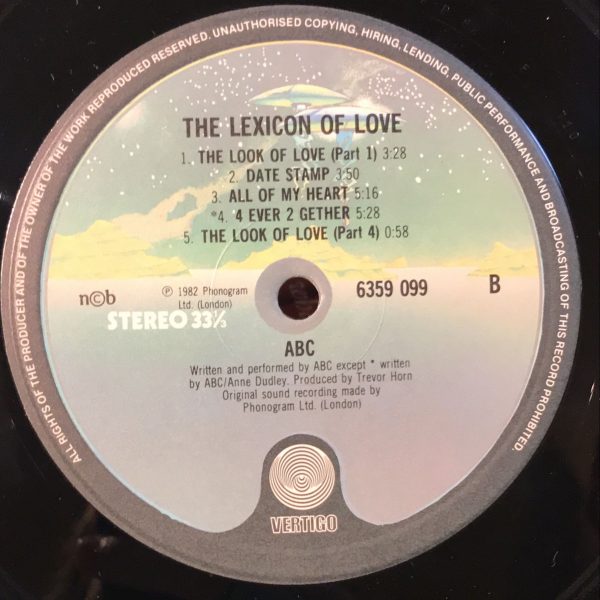 ALL RIGHTS OF THE PRODUCER AND OF THE OWNER OF THE WORK REPRODUCED RESERVED. UNAUTHORISED COPYING, HIRING, LENDING, PUBLIC PERFORMANCE AND BROADCASTING OF THIS RECORD PROHIBITED.
THE LEXICON OF LOVE
1. THE LOOK OF LOVE (Part 1) 3:28
2. DATE STAMP 3:50
3. ALL OF MY HEART 5:16
*4. 4 EVER 2 GETHER 5:28
5. THE LOOK OF LOVE (Part 4) 0:58
n©b
℗ 1982 Phonogram
Ltd. (London)
6359 099
B
STEREO 33⅓
ABC
Written and performed by ABC except * written
by ABC/Anne Dudley. Produced by Trevor Horn
Original sound recording made by
Phonogram Ltd. (London)
VERTIGO